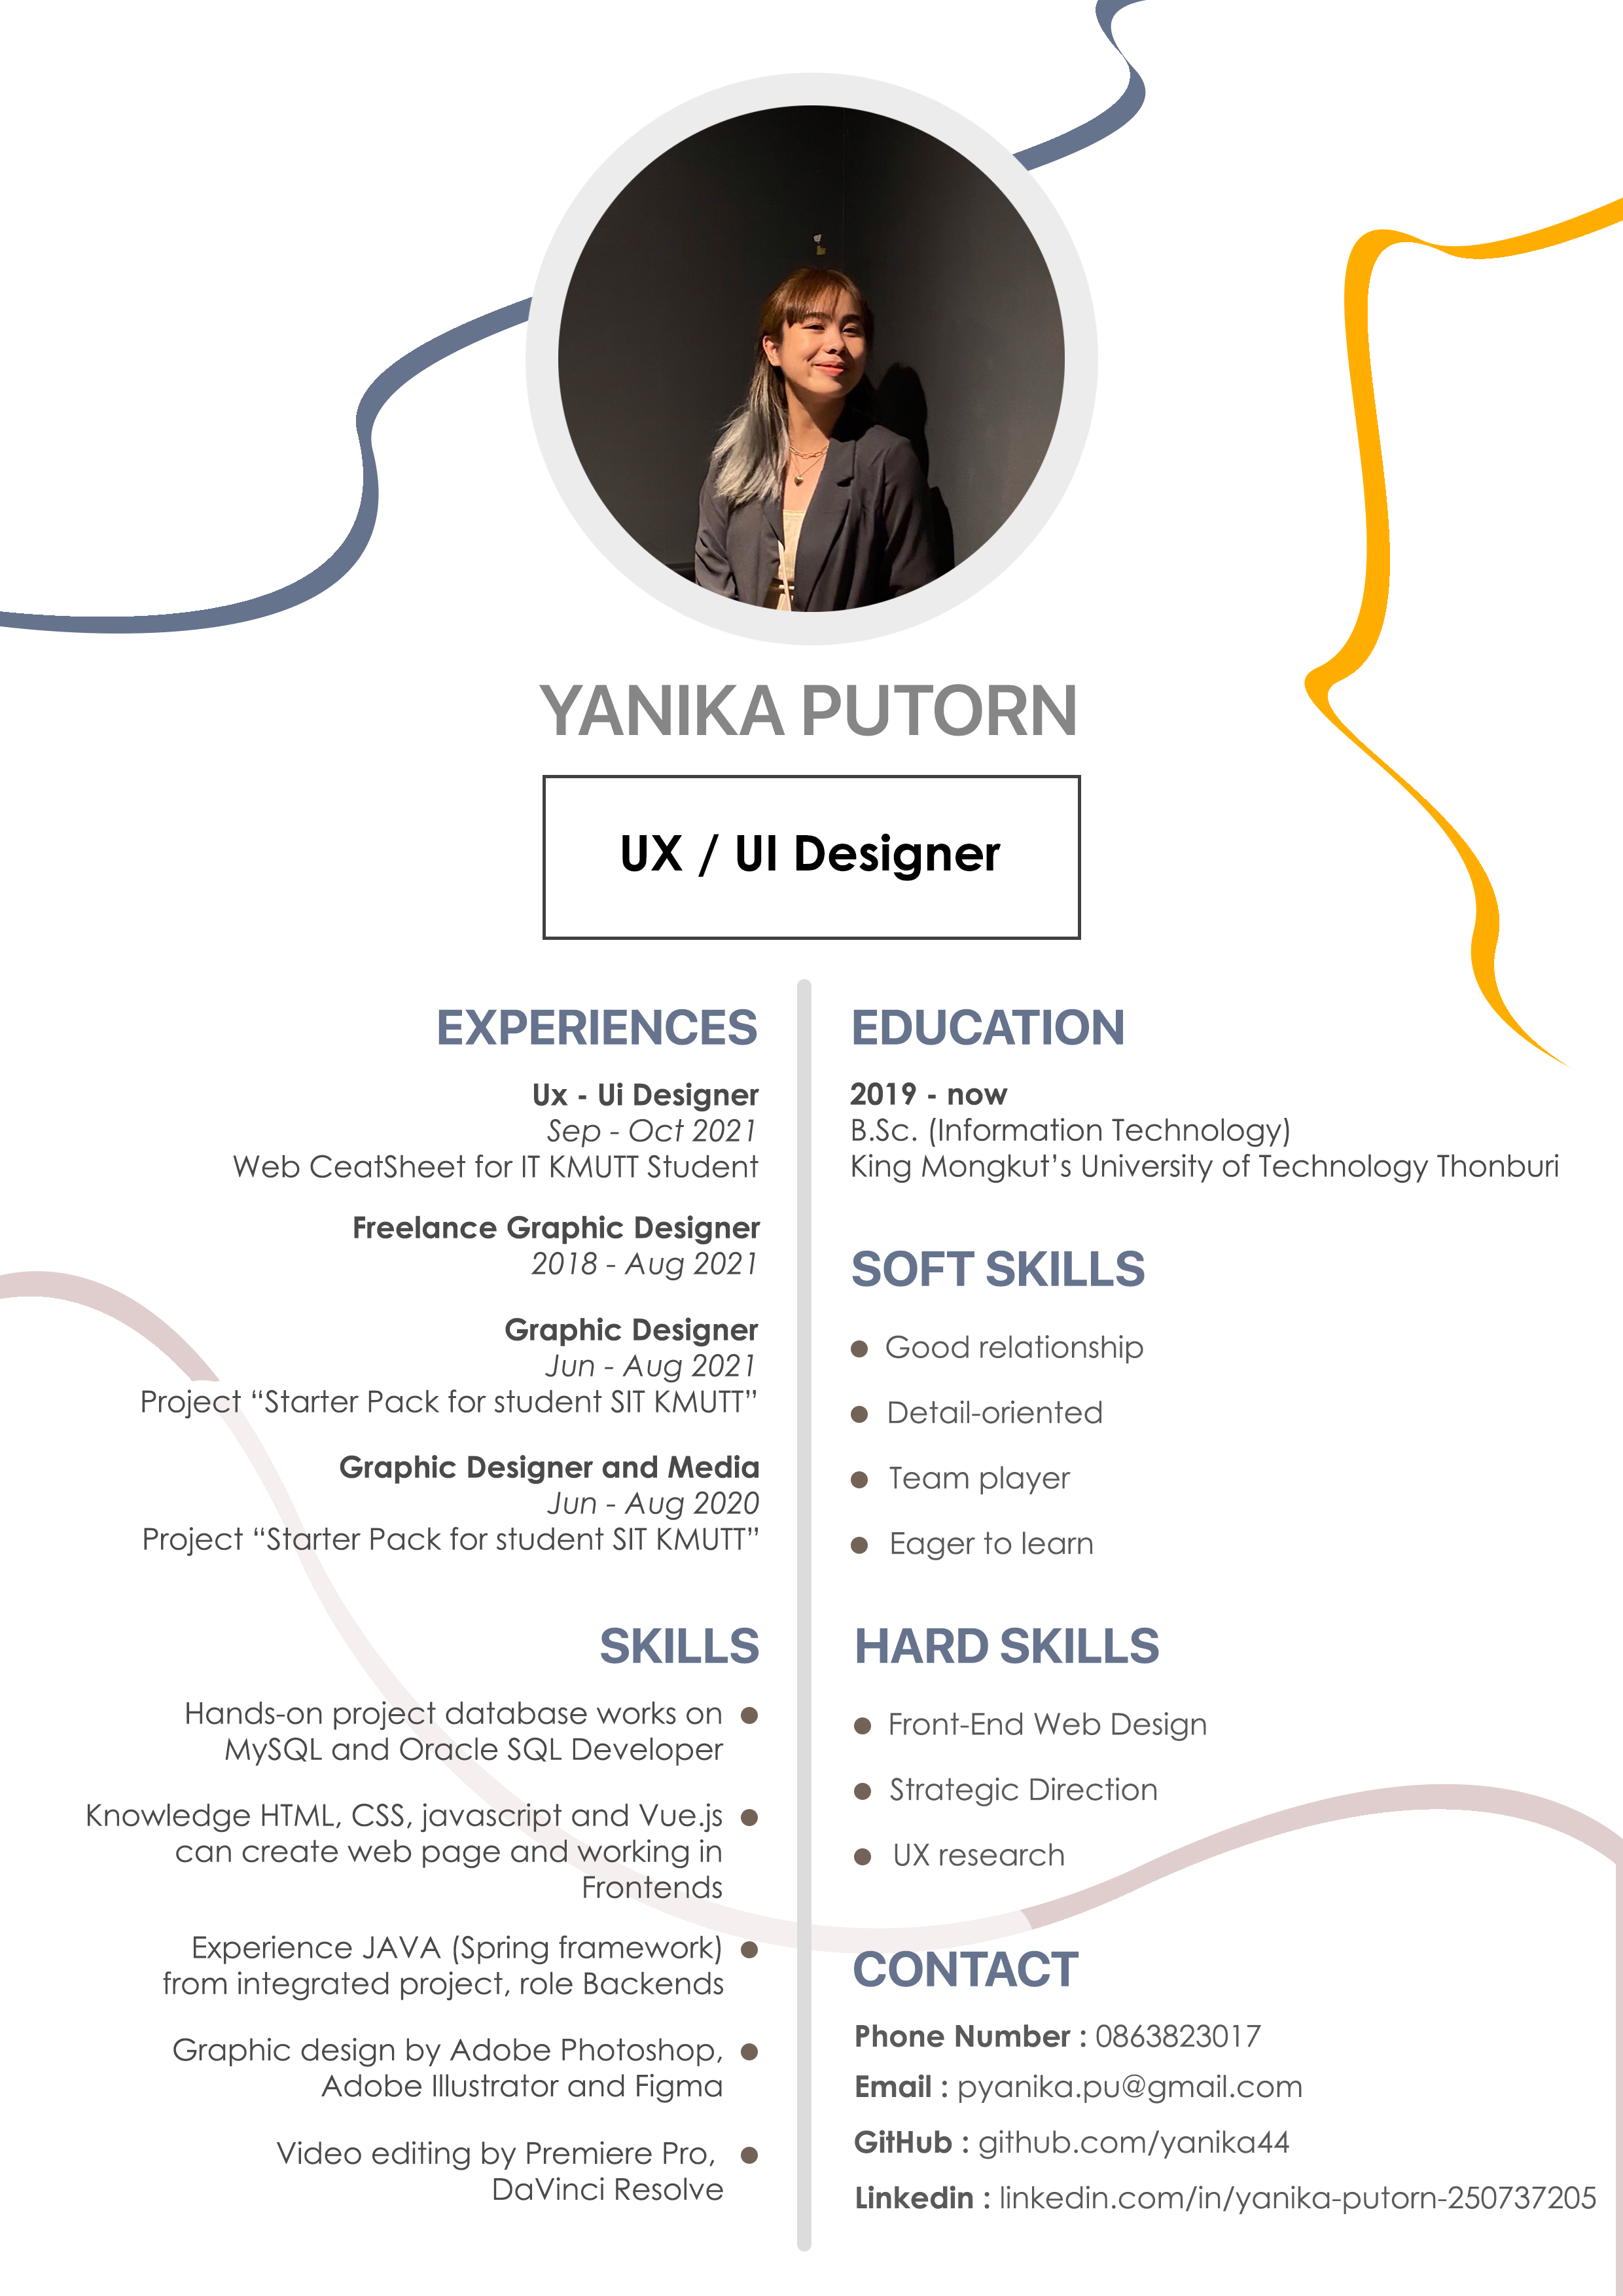 YANIKA PUTORN
UX / UI Designer
EXPERIENCES
Ux - Ui Designer
Sep - Oct 2021
Web CeatSheet for IT KMUTT Student
Freelance Graphic Designer
2018 - Aug 2021
Graphic Designer
Jun - Aug 2021
Project “Starter Pack for student SIT KMUTT”
Graphic Designer and Media
Jun - Aug 2020
Project “Starter Pack for student SIT KMUTT”
SKILLS
Hands-on project database works on
MySQL and Oracle SQL Developer
Knowledge HTML, CSS, javascript and Vue.js
can create web page and working in
Frontends
Experience JAVA (Spring framework)
from integrated project, role Backends
Graphic design by Adobe Photoshop,
Adobe Illustrator and Figma
Video editing by Premiere Pro,
DaVinci Resolve
EDUCATION
2019 - now
B.Sc. (Information Technology)
King Mongkut’s University of Technology Thonburi
SOFT SKILLS
Good relationship
Detail-oriented
Team player
Eager to learn
HARD SKILLS
Front-End Web Design
Strategic Direction
UX research
CONTACT
Phone Number : 0863823017
Email : pyanika.pu@gmail.com
GitHub : github.com/yanika44
Linkedin : linkedin.com/in/yanika-putorn-250737205